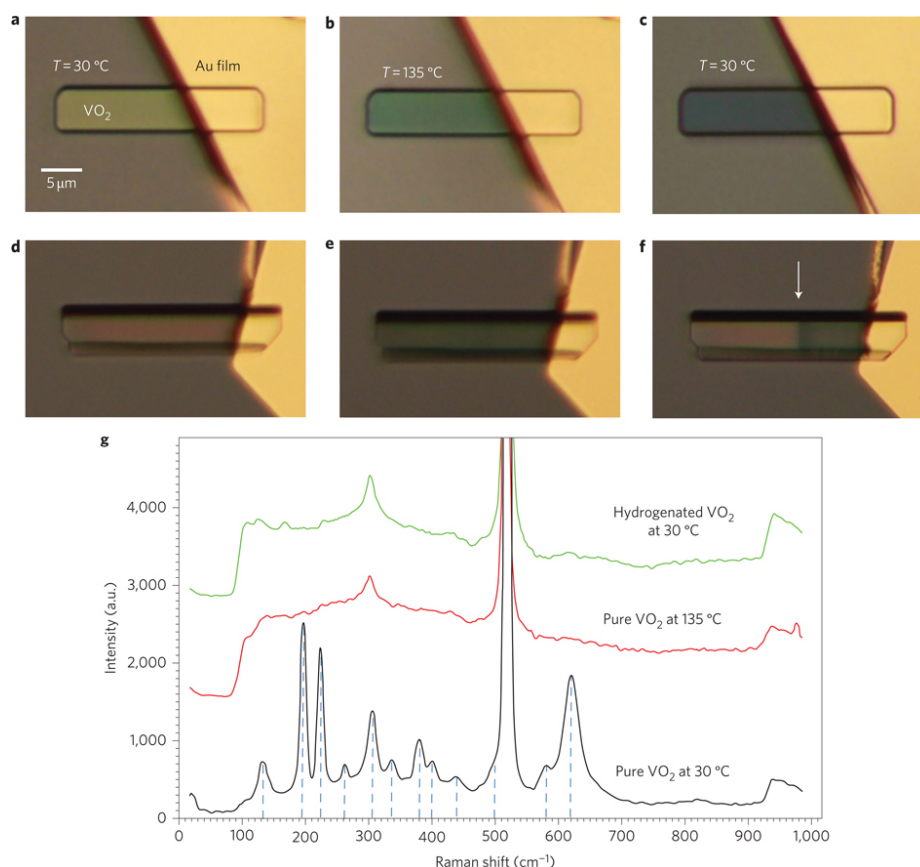 a
b
c
T = 30 °C
Au film
T = 135 °C
T = 30 °C
VO₂
5 μm
d
e
f
g
4,000
3,000
2,000
1,000
0
Intensity (a.u.)
Hydrogenated VO₂
at 30 °C
Pure VO₂ at 135 °C
Pure VO₂ at 30 °C
0
100
200
300
400
500
600
700
800
900
1,000
Raman shift (cm⁻¹)